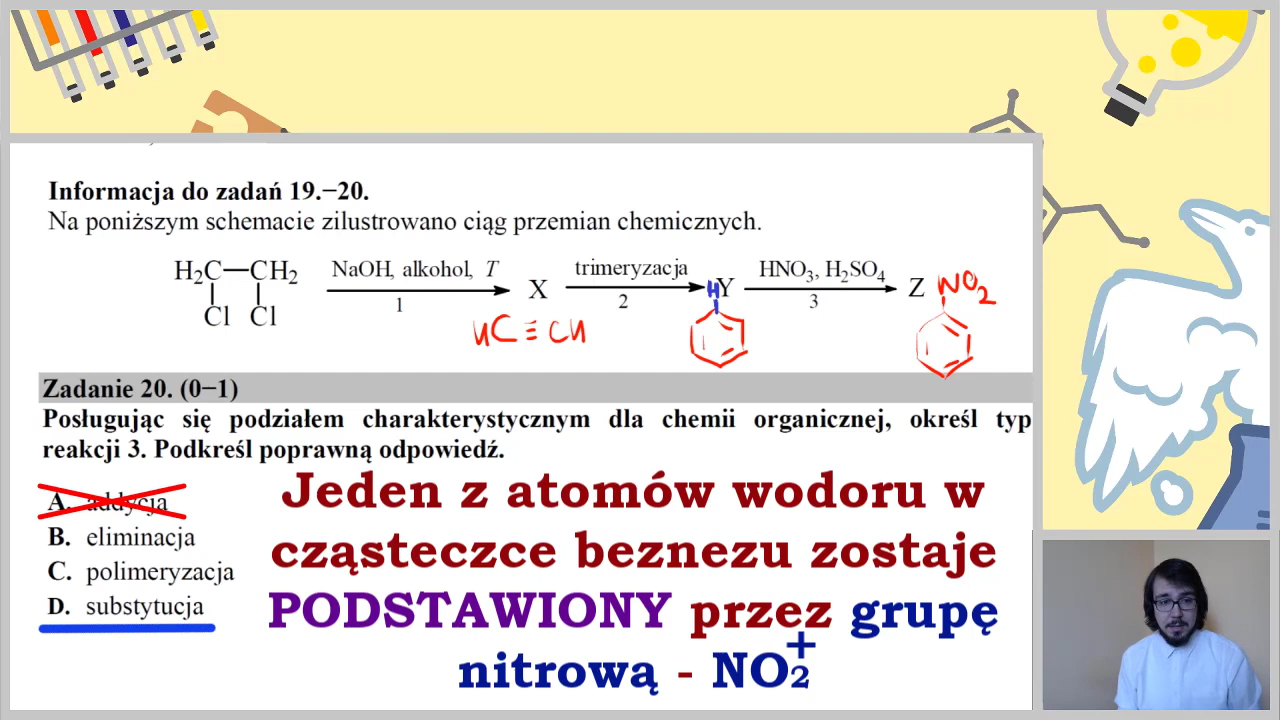 Informacja do zadań 19.−20.
Na poniższym schemacie zilustrowano ciąg przemian chemicznych.
H₂C—CH₂ NaOH, alkohol, T X trimeryzacja Y HNO₃, H₂SO₄ Z NO₂
1 2 H 3
Cl Cl HC≡CH
Zadanie 20. (0−1)
Posługując się podziałem charakterystycznym dla chemii organicznej, określ typ
reakcji 3. Podkreśl poprawną odpowiedź.
A. addycja
B. eliminacja
C. polimeryzacja
D. substytucja
Jeden z atomów wodoru w
cząsteczce beznezu zostaje
PODSTAWIONY przez grupę
nitrową - NO₂⁺